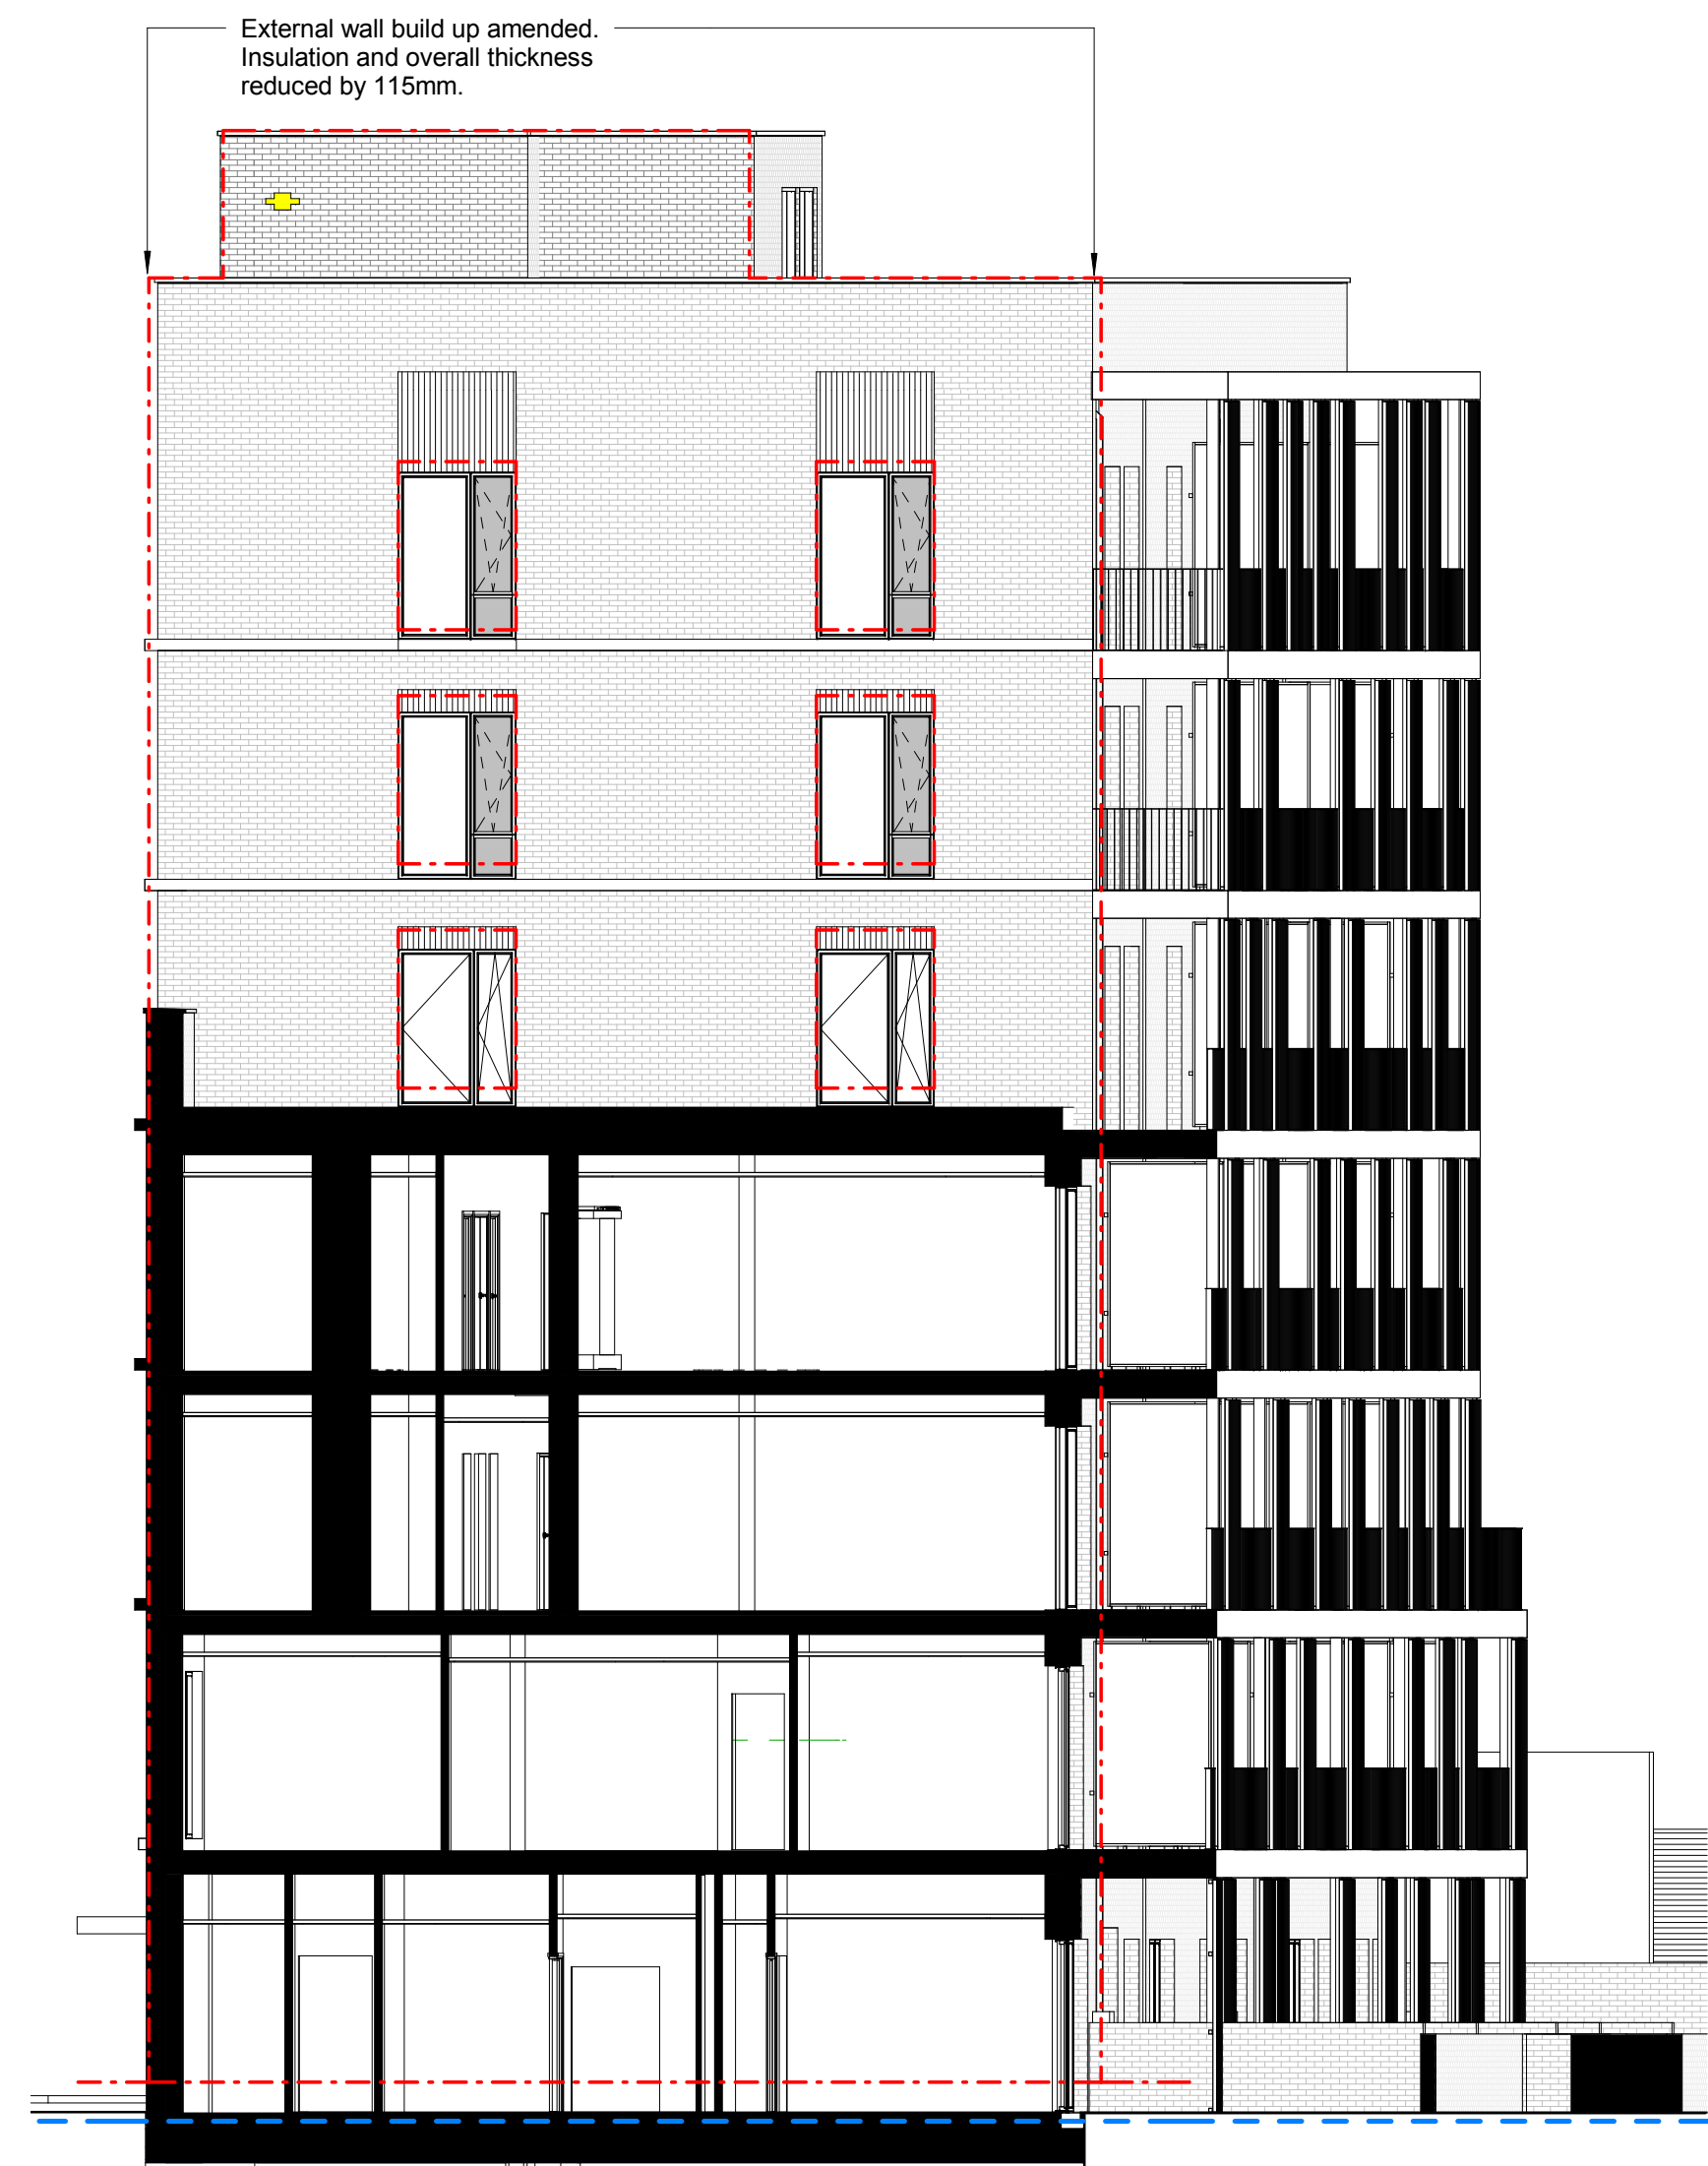 External wall build up amended.
Insulation and overall thickness
reduced by 115mm.